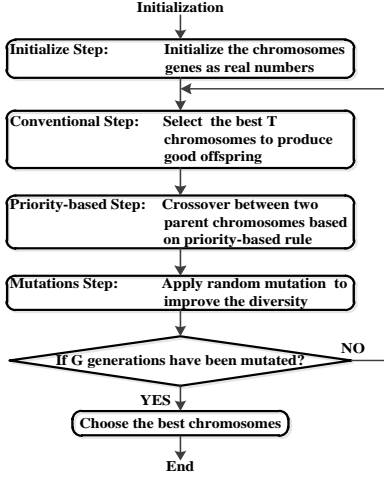 Initialization
Initialize Step: Initialize the chromosomes
genes as real numbers
Conventional Step: Select the best T
chromosomes to produce
good offspring
Priority-based Step: Crossover between two
parent chromosomes based
on priority-based rule
Mutations Step: Apply random mutation to
improve the diversity
If G generations have been mutated?
NO
YES
Choose the best chromosomes
End